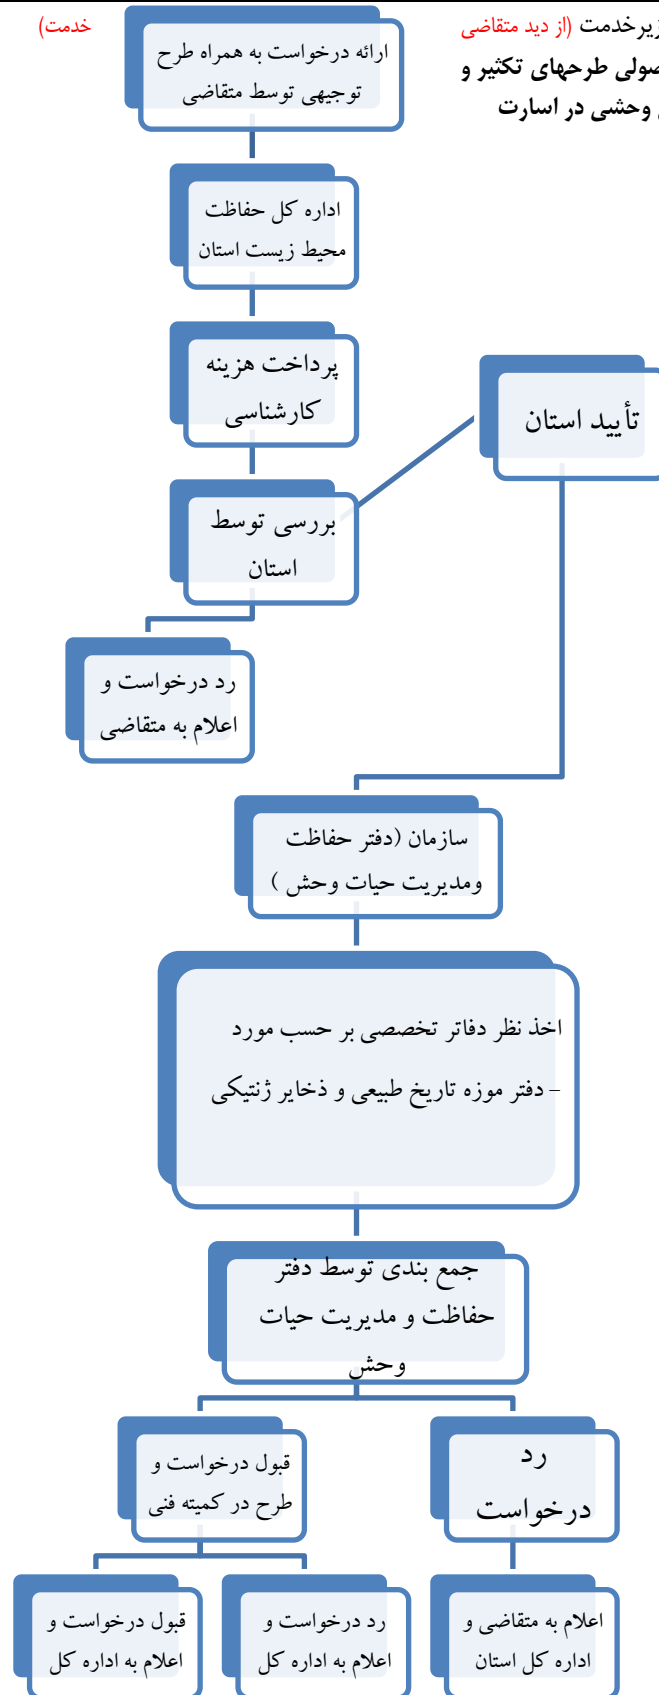 زیرخدمت (از دید متقاضی خدمت)
طرحهای تکثیر و
وحشی در اسارت
ارائه درخواست به همراه طرح
توجیهی توسط متقاضی
اداره کل حفاظت
محیط زیست استان
پرداخت هزینه
کارشناسی
تأیید استان
بررسی توسط
استان
رد درخواست و
اعلام به متقاضی
سازمان (دفتر حفاظت
ومدیریت حیات وحش )
اخذ نظر دفاتر تخصصی بر حسب مورد
– دفتر موزه تاریخ طبیعی و ذخایر ژنتیکی
جمع بندی توسط دفتر
حفاظت و مدیریت حیات
وحش
رد
درخواست
قبول درخواست و
طرح در کمیته فنی
اعلام به متقاضی و
اداره کل استان
رد درخواست و
اعلام به اداره کل
قبول درخواست و
اعلام به اداره کل